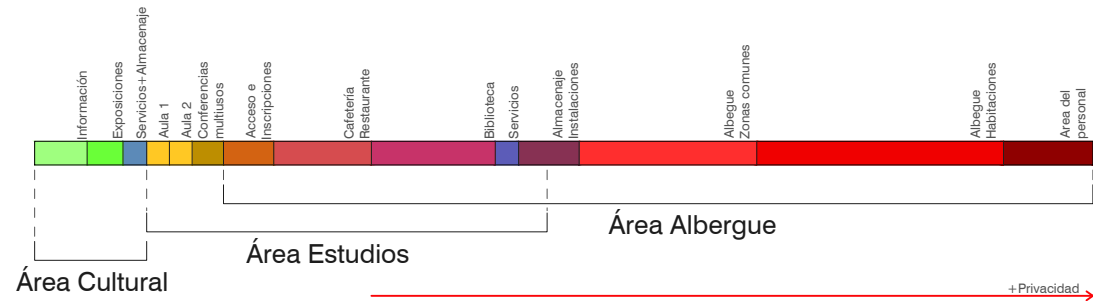 Información
Exposiciones
Servicios+Almacenaje
Aula 1
Aula 2
Conferencias
multiusos
Acceso e
Inscripciones
Cafetería
Restaurante
Biblioteca
Servicios
Almacenaje
Instalaciones
Albegue
Zonas comunes
Albegue
Habitaciones
Area del
personal
Área Albergue
Área Estudios
Área Cultural
+Privacidad